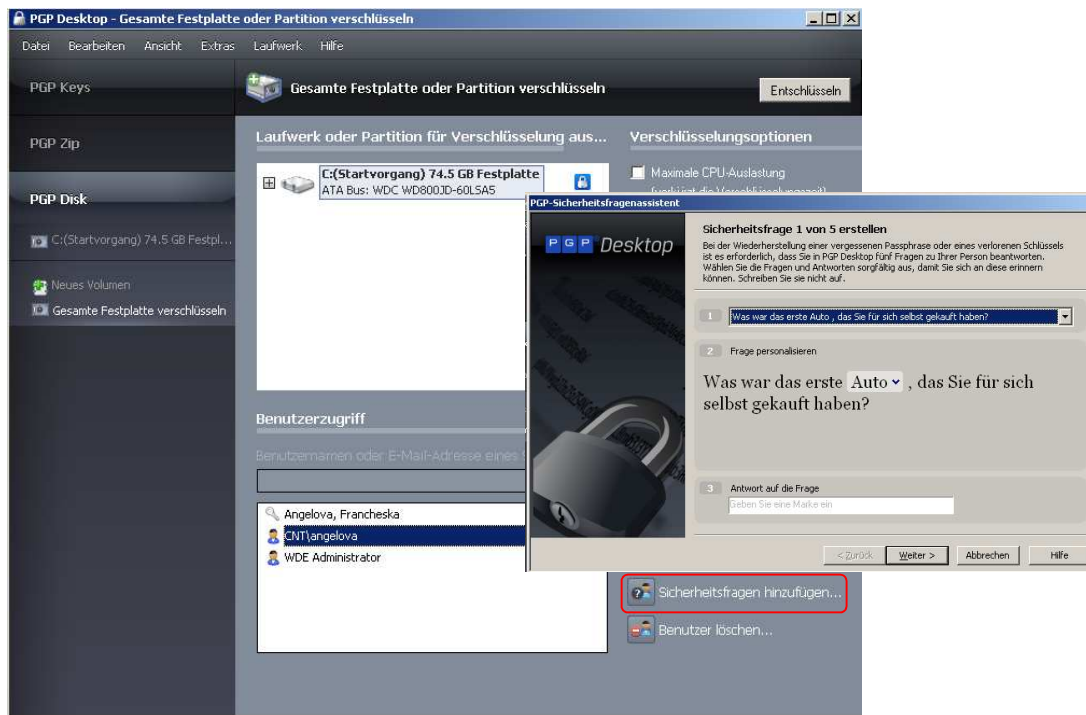 PGP Desktop - Gesamte Festplatte oder Partition verschlüsseln
Datei Bearbeiten Ansicht Extras Laufwerk Hilfe
PGP Keys
Gesamte Festplatte oder Partition verschlüsseln
Entschlüsseln
PGP Zip
Laufwerk oder Partition für Verschlüsselung aus...
Verschlüsselungsoptionen
C:(Startvorgang) 74.5 GB Festplatte
ATA Bus: WDC WD800JD-60LSA5
Maximale CPU-Auslastung
(verkürzt die Verschlüsselungszeit)
PGP Disk
C:(Startvorgang) 74.5 GB Festpl...
Neues Volumen
Gesamte Festplatte verschlüsseln
Benutzerzugriff
Benutzernamen oder E-Mail-Adresse eines
Angelova, Francheska
CNT\angelova
WDE Administrator
Sicherheitsfragen hinzufügen...
Benutzer löschen...
PGP-Sicherheitsfragenassistent
PGP Desktop
Sicherheitsfrage 1 von 5 erstellen
Bei der Wiederherstellung einer vergessenen Passphrase oder eines verlorenen Schlüssels
ist es erforderlich, dass Sie in PGP Desktop fünf Fragen zu Ihrer Person beantworten.
Wählen Sie die Fragen und Antworten sorgfältig aus, damit Sie sich an diese erinnern
können. Schreiben Sie sie nicht auf.
1 Was war das erste Auto , das Sie für sich selbst gekauft haben?
2 Frage personalisieren
Was war das erste Auto , das Sie für sich
selbst gekauft haben?
3 Antwort auf die Frage
Geben Sie eine Marke ein
< Zurück Weiter > Abbrechen Hilfe